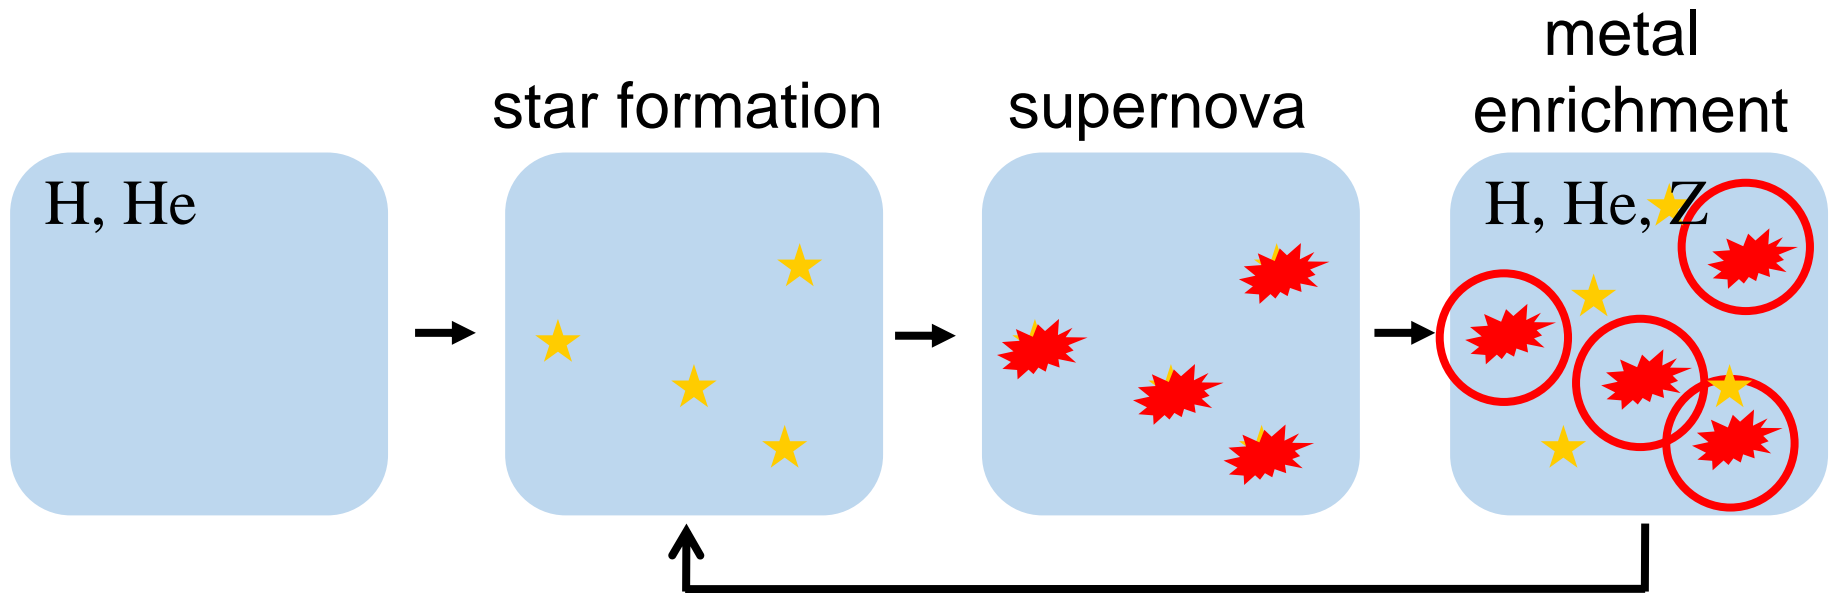 H, He
star formation
supernova
metal
enrichment
H, He, Z